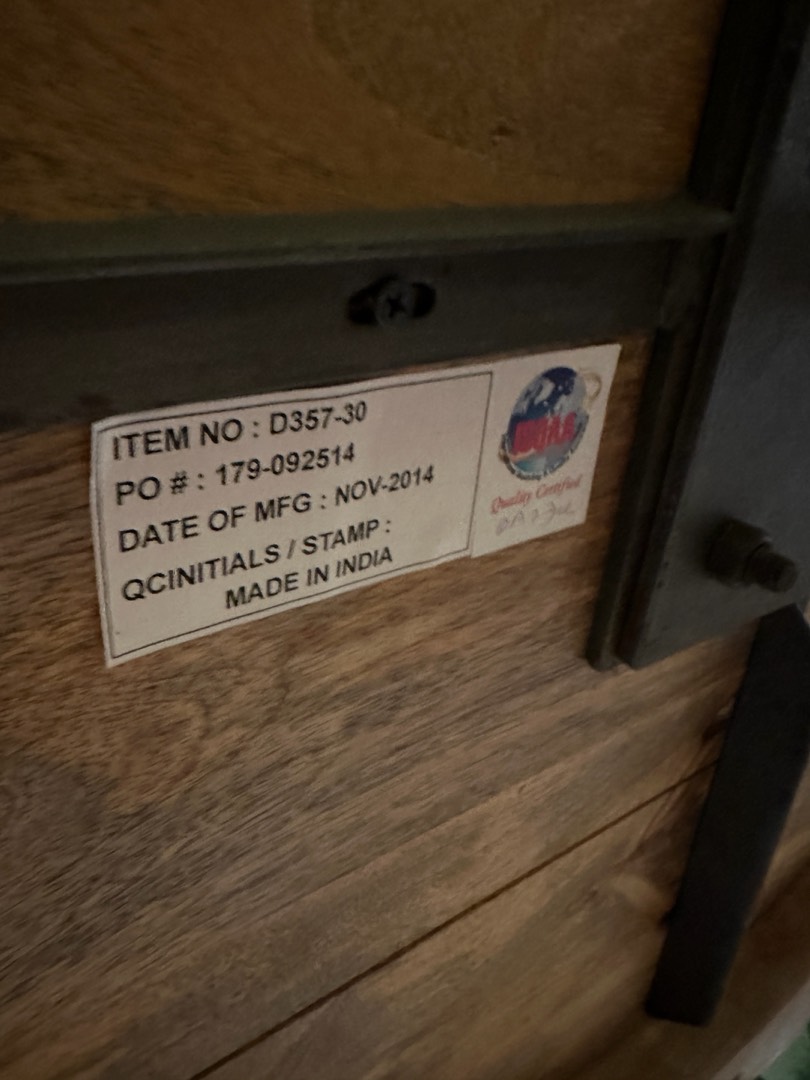 ITEM NO : D357-30
PO # : 179-092514
DATE OF MFG : NOV-2014
QCINITIALS / STAMP :
MADE IN INDIA
Quality Certified